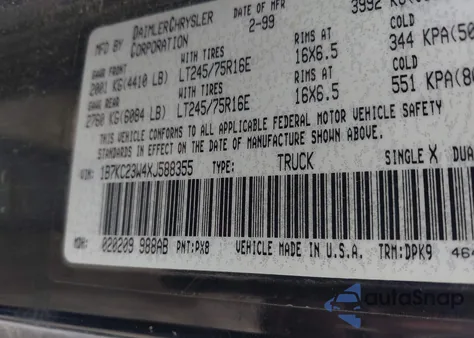 MFD BY DAIMLERCHRYSLER CORPORATION
DATE OF MFR 2-99
GAWR FRONT WITH TIRES RIMS AT COLD
2001 KG(4410 LB) LT245/75R16E 16X6.5 344 KPA(50
GAWR REAR WITH TIRES RIMS AT COLD
2760 KG(6084 LB) LT245/75R16E 16X6.5 551 KPA(80
THIS VEHICLE CONFORMS TO ALL APPLICABLE FEDERAL MOTOR VEHICLE SAFETY
STANDARDS IN EFFECT ON THE DATE OF MANUFACTURE SHOWN ABOVE.
VIN: 1B7KC23W4XJ588355 TYPE: TRUCK SINGLE X DUA
MDH: 020209 988AB PNT: PX8 VEHICLE MADE IN U.S.A. TRM: DPK9 464
autoSnap